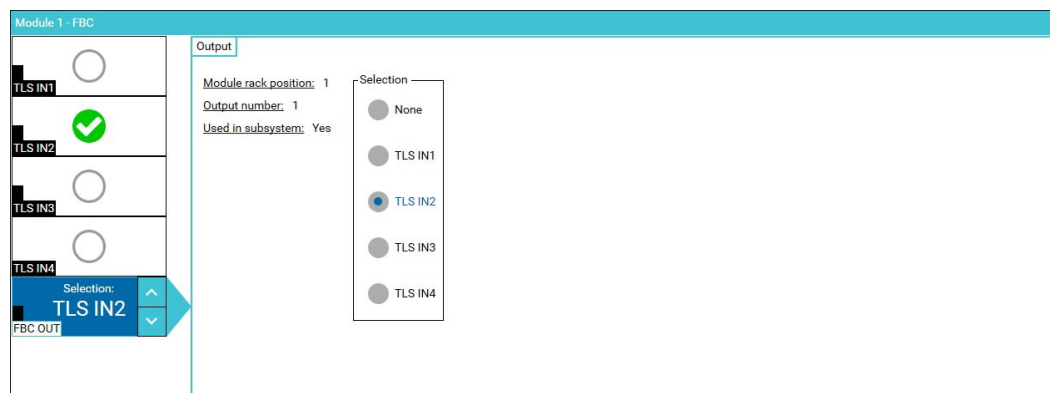 Module 1 - FBC
TLS IN1
TLS IN2
TLS IN3
TLS IN4
Selection:
TLS IN2
FBC OUT
Output
Module rack position: 1
Output number: 1
Used in subsystem: Yes
Selection
None
TLS IN1
TLS IN2
TLS IN3
TLS IN4